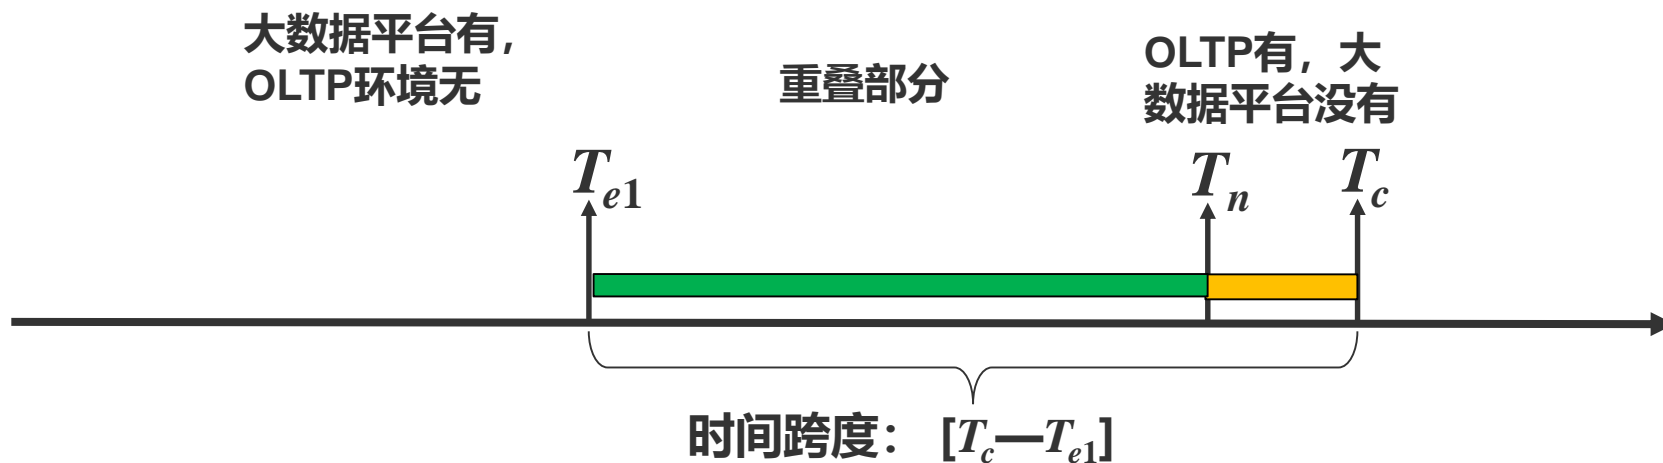 大数据平台有，
OLTP环境无
重叠部分
OLTP有，大
数据平台没有
Te1
Tn
Tc
时间跨度： [Tc—Te1]